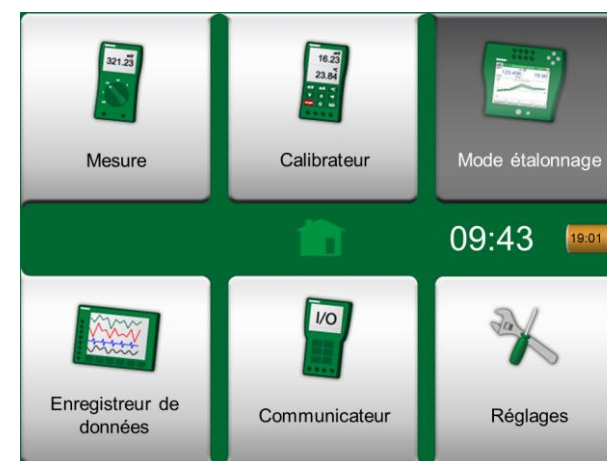 321.23
16.23
23.84
Mesure
Calibrateur
Mode étalonnage
09:43
19:01
I/O
Enregistreur de
données
Communicateur
Réglages